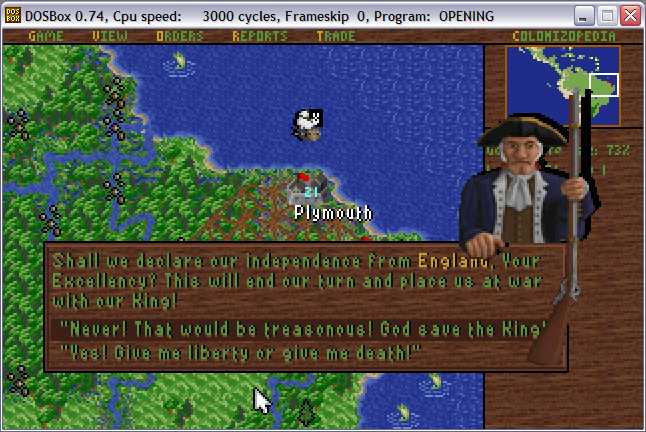 DOSBox 0.74, Cpu speed: 3000 cycles, Frameskip 0, Program: OPENING
GAME VIEW ORDERS REPORTS TRADE COLONIZOPEDIA
73%
21
Plymouth
Shall we declare our independence from England, Your
Excellency? This will end our turn and place us at war
with our King!
"Never! That would be treasonous! God save the King
"Yes! Give me liberty or give me death!"